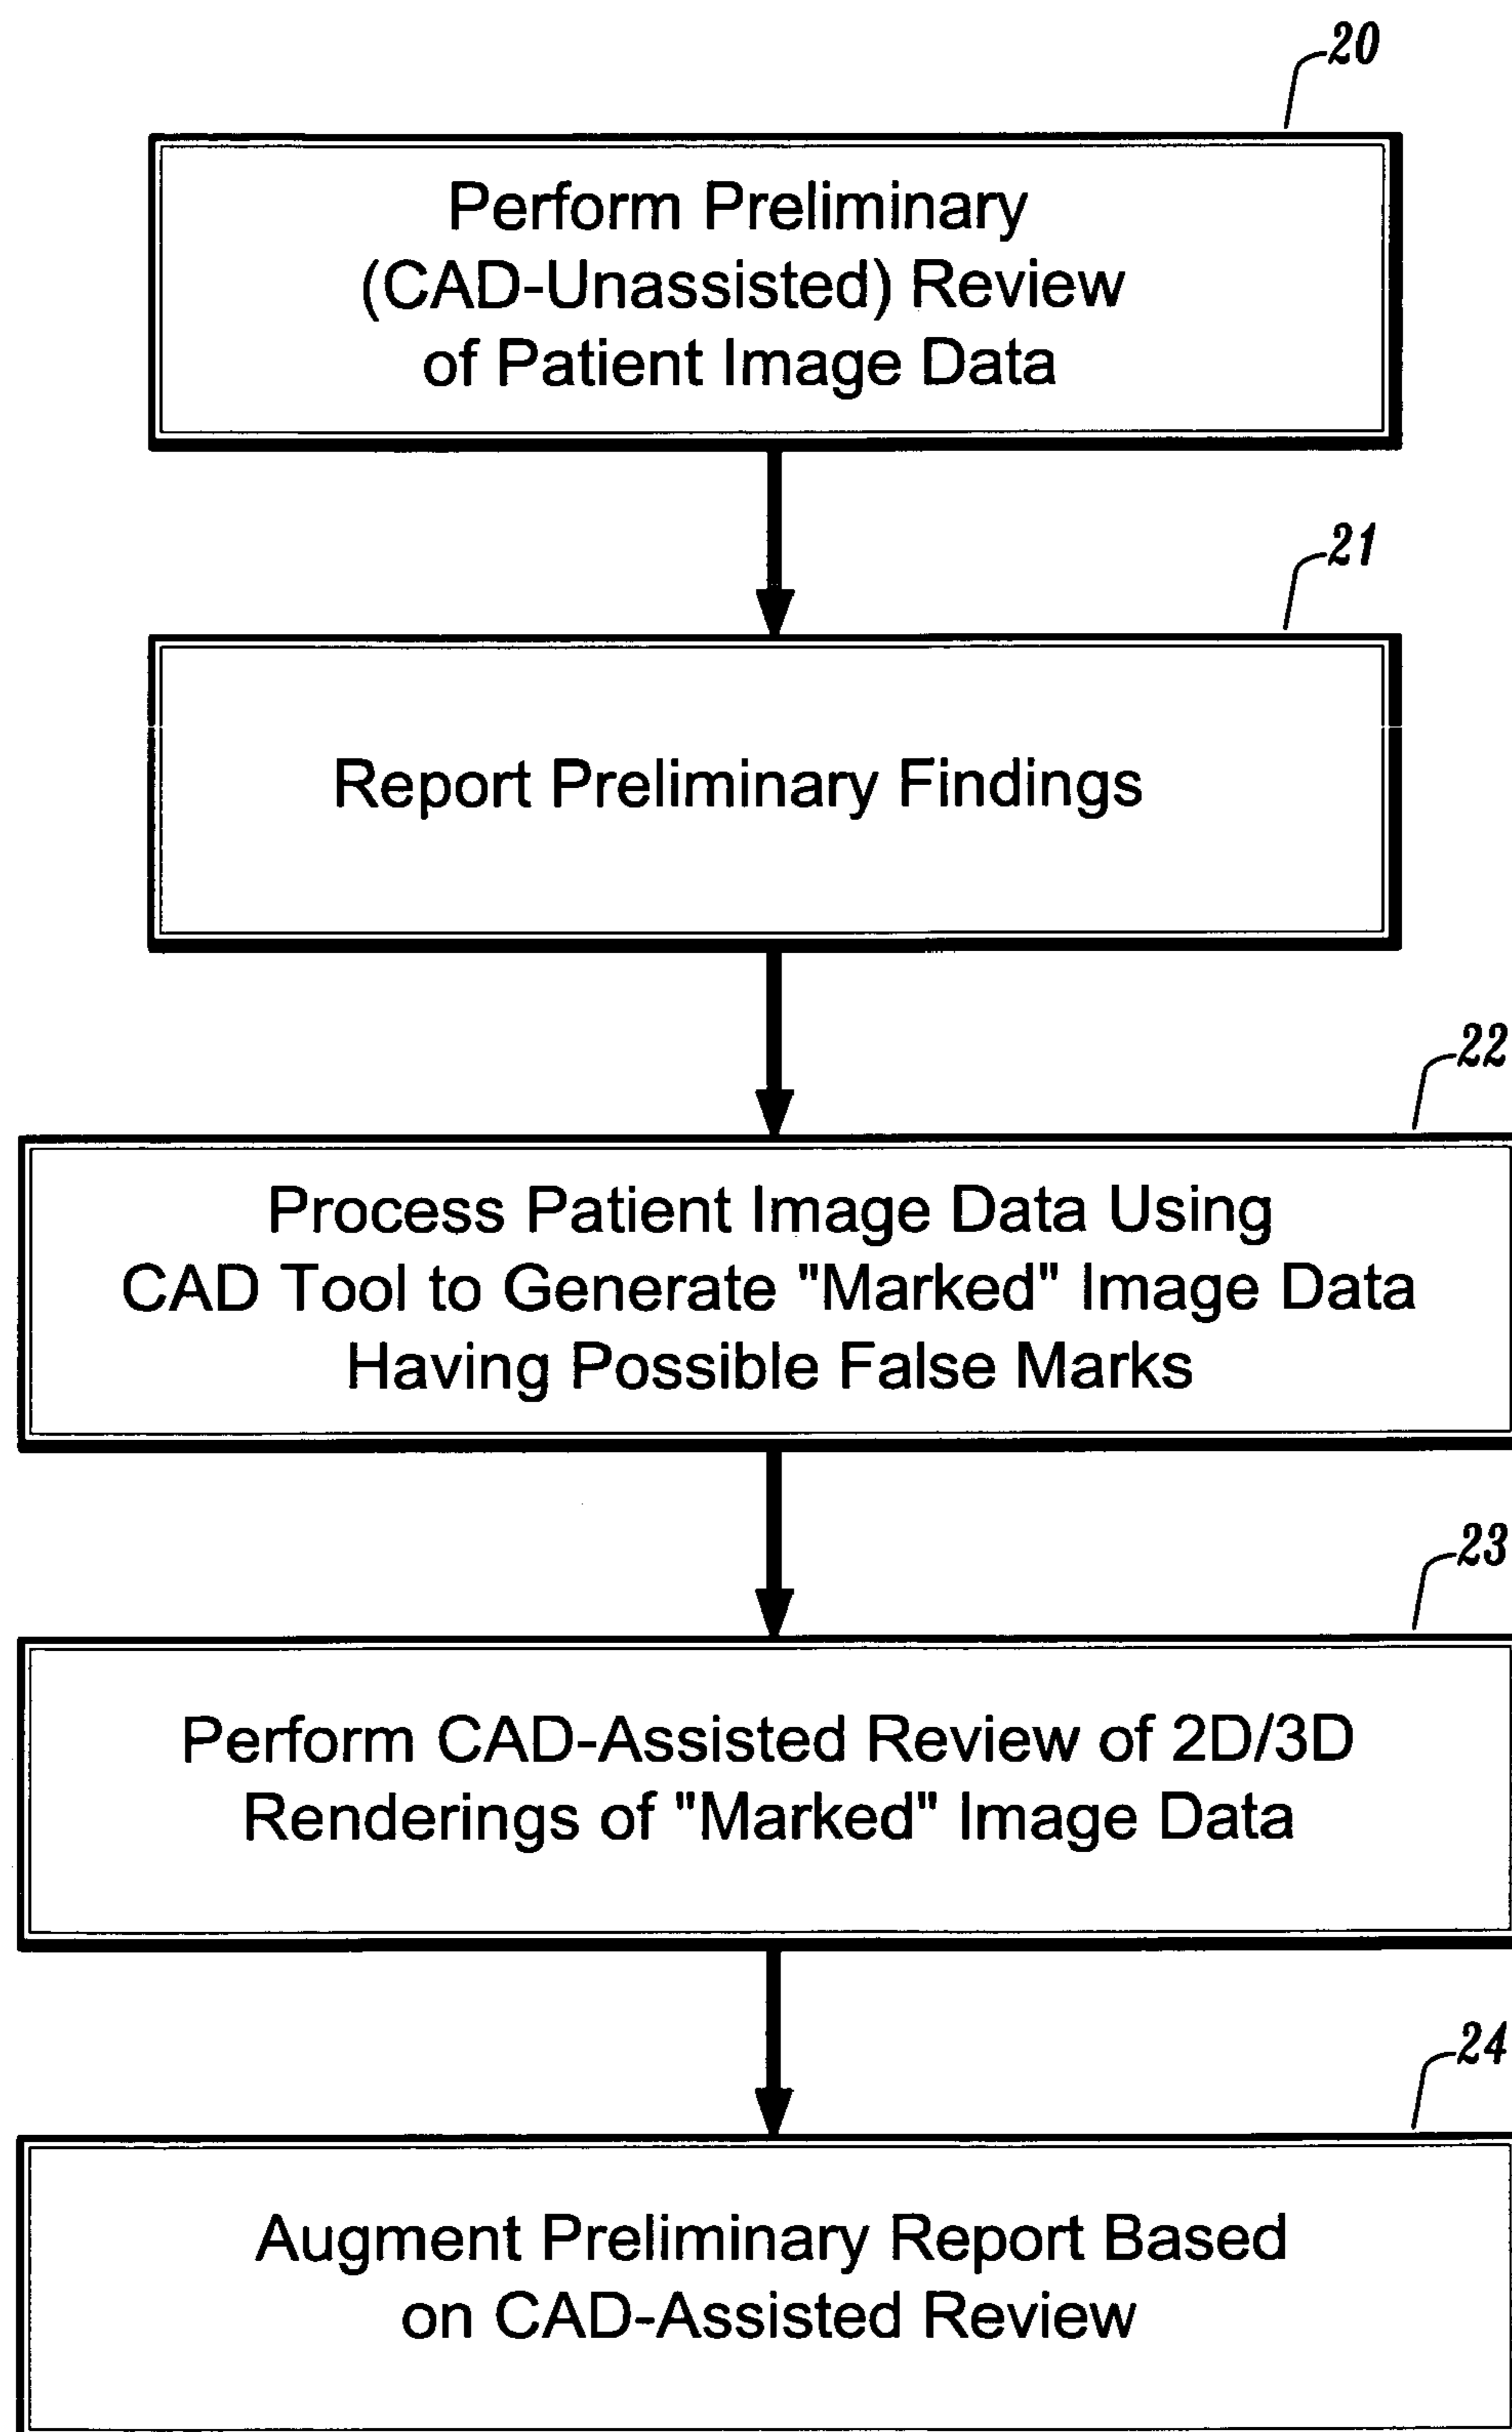 20
Perform Preliminary
(CAD-Unassisted) Review
of Patient Image Data
21
Report Preliminary Findings
22
Process Patient Image Data Using
CAD Tool to Generate "Marked" Image Data
Having Possible False Marks
23
Perform CAD-Assisted Review of 2D/3D
Renderings of "Marked" Image Data
24
Augment Preliminary Report Based
on CAD-Assisted Review